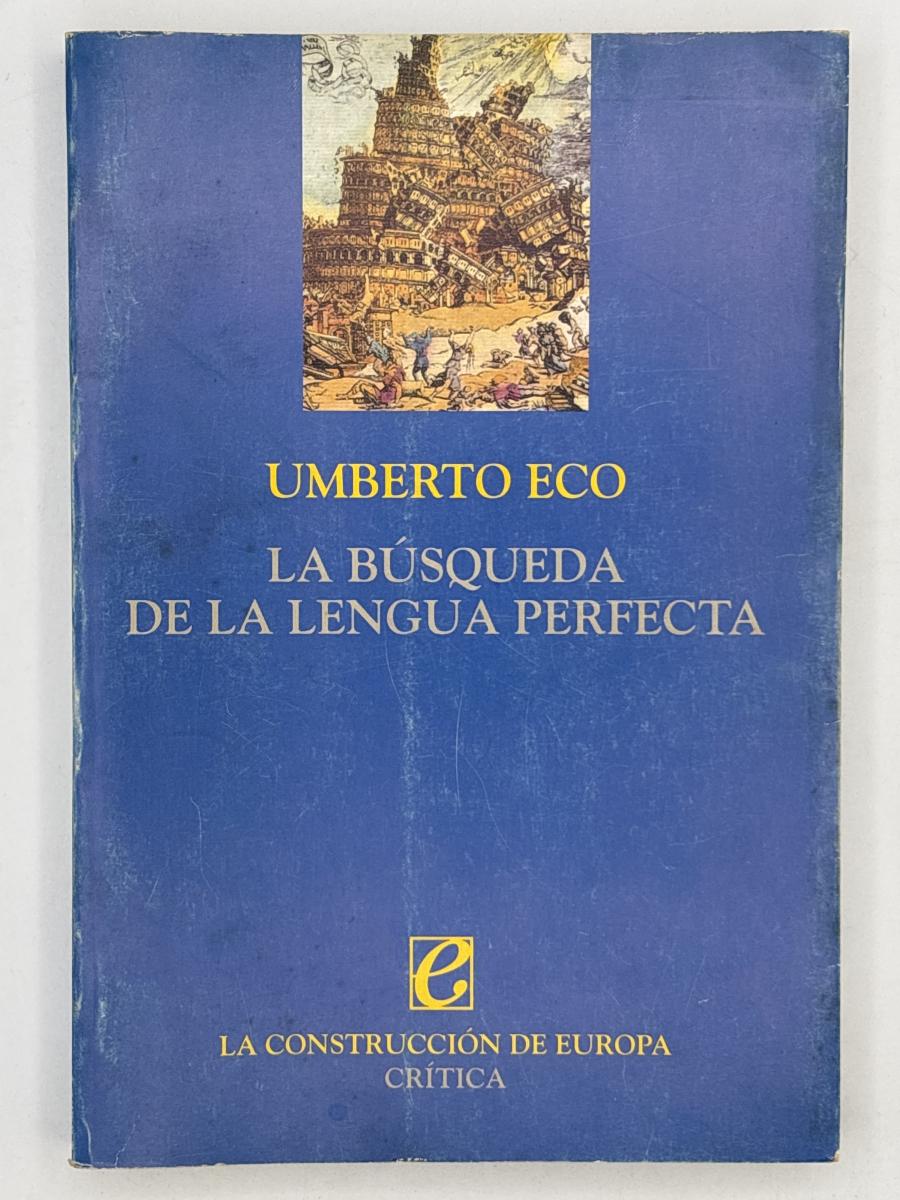 UMBERTO ECO
LA BÚSQUEDA
DE LA LENGUA PERFECTA
e
LA CONSTRUCCIÓN DE EUROPA
CRÍTICA